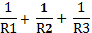 1/R1 + 1/R2 + 1/R3